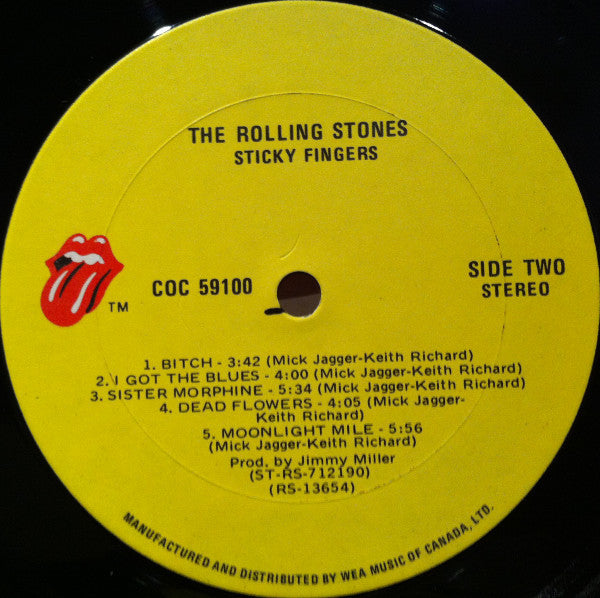 THE ROLLING STONES
STICKY FINGERS
TM
COC 59100
SIDE TWO
STEREO
1. BITCH - 3:42 (Mick Jagger-Keith Richard)
2. I GOT THE BLUES - 4:00 (Mick Jagger-Keith Richard)
3. SISTER MORPHINE - 5:34 (Mick Jagger-Keith Richard)
4. DEAD FLOWERS - 4:05 (Mick Jagger-
Keith Richard)
5. MOONLIGHT MILE - 5:56
(Mick Jagger-Keith Richard)
Prod. by Jimmy Miller
(ST-RS-712190)
(RS-13654)
MANUFACTURED AND DISTRIBUTED BY WEA MUSIC OF CANADA, LTD.